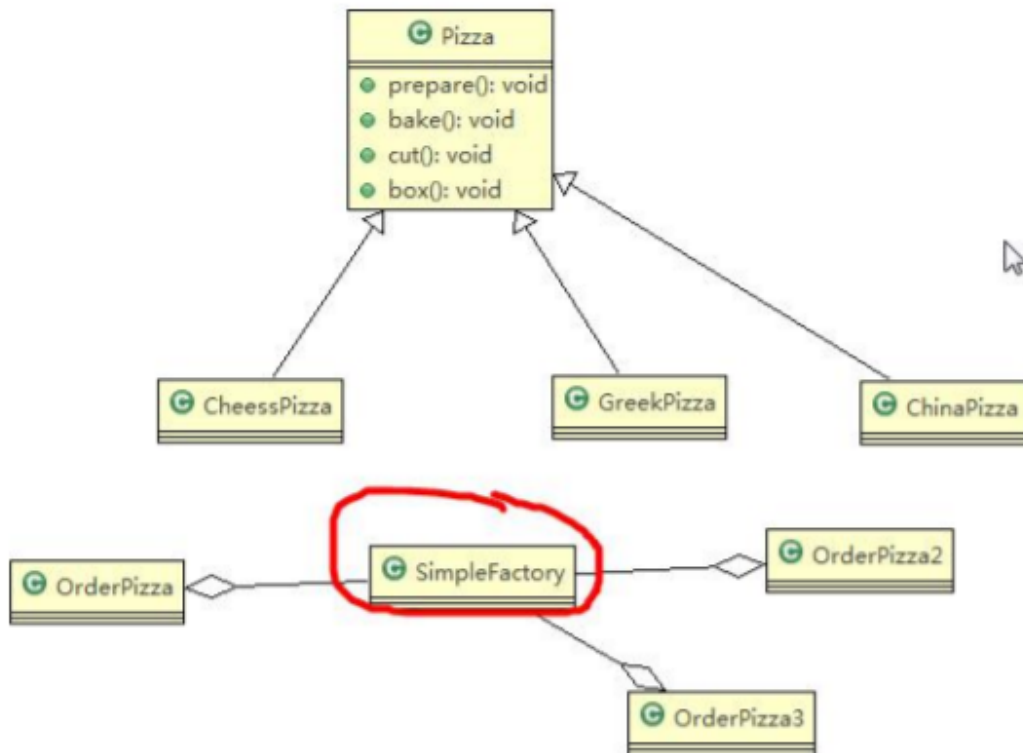 Pizza
prepare(): void
bake(): void
cut(): void
box(): void
CheessPizza
GreekPizza
ChinaPizza
OrderPizza
SimpleFactory
OrderPizza2
OrderPizza3